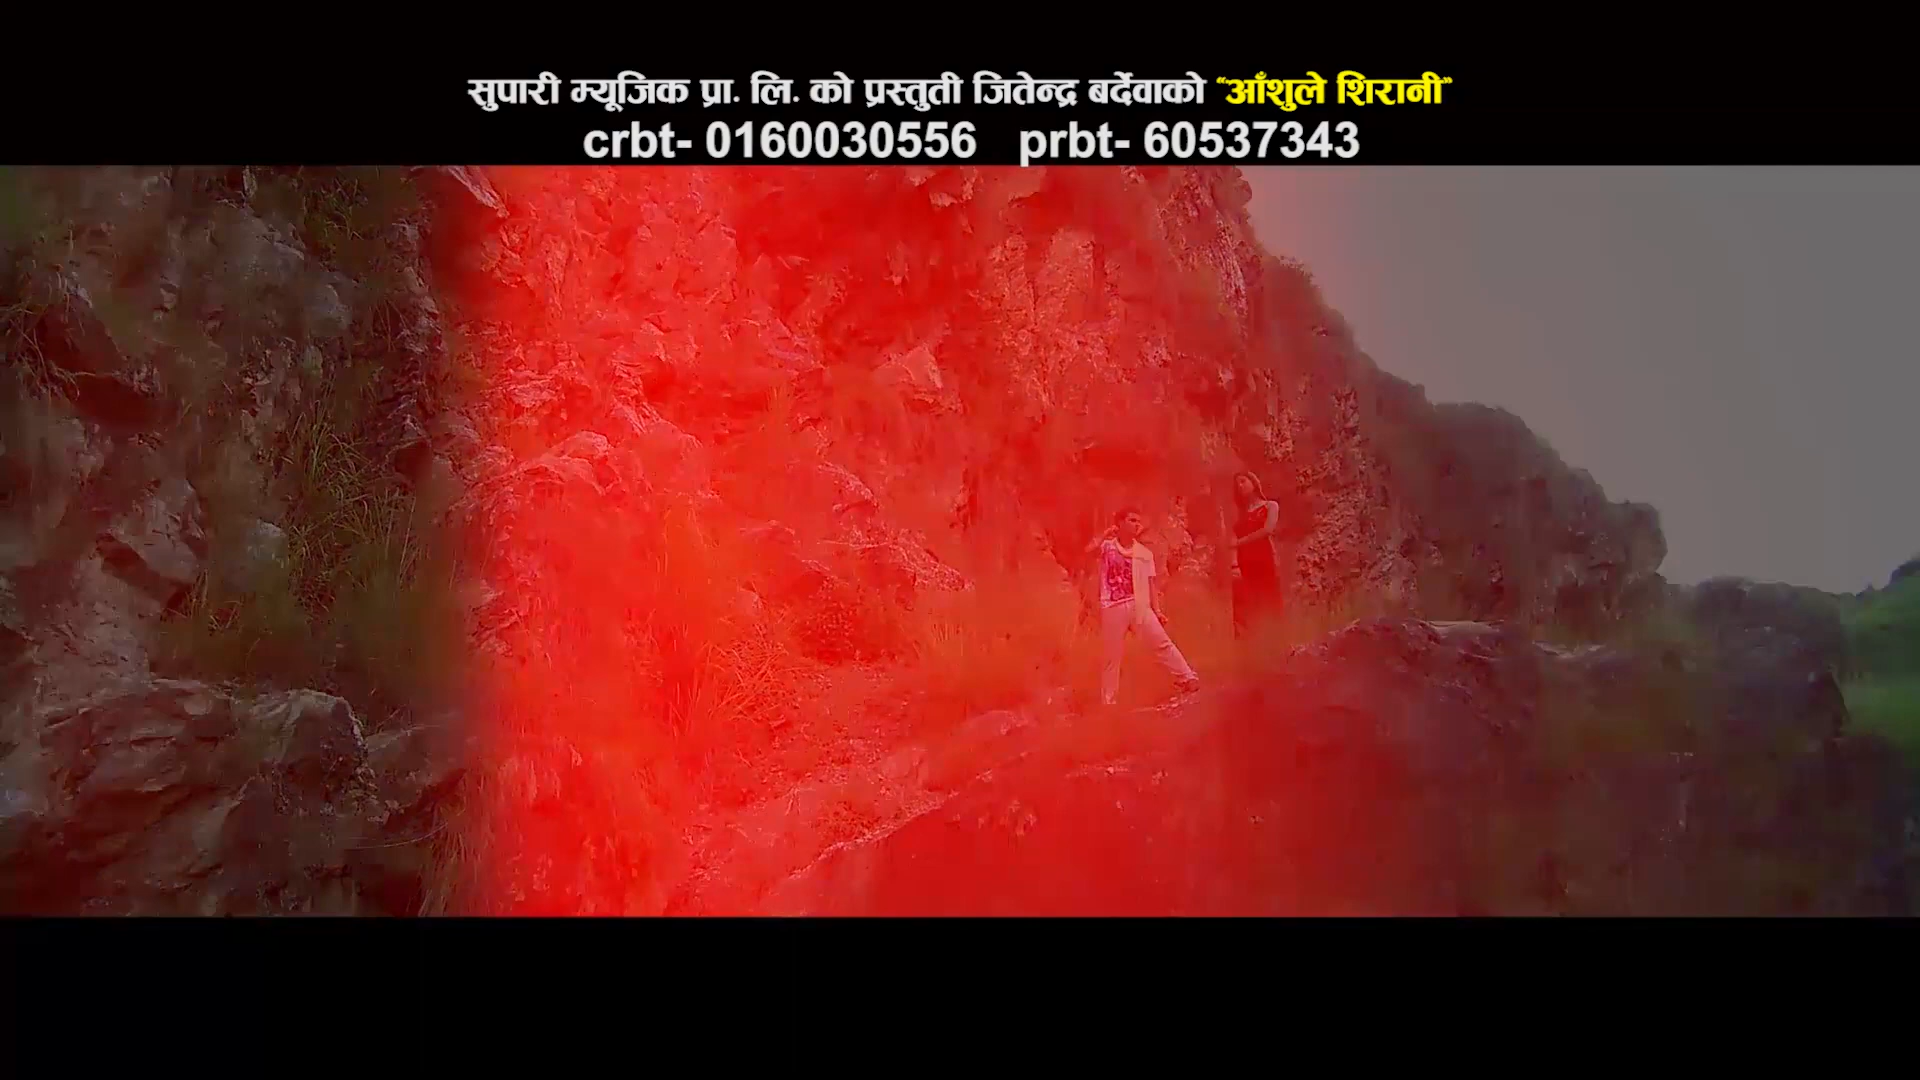 सुपारी म्यूजिक प्रा. लि. को प्रस्तुती जितेन्द्र बर्देवाको “आँशुले शिरानी”
crbt- 0160030556 prbt- 60537343